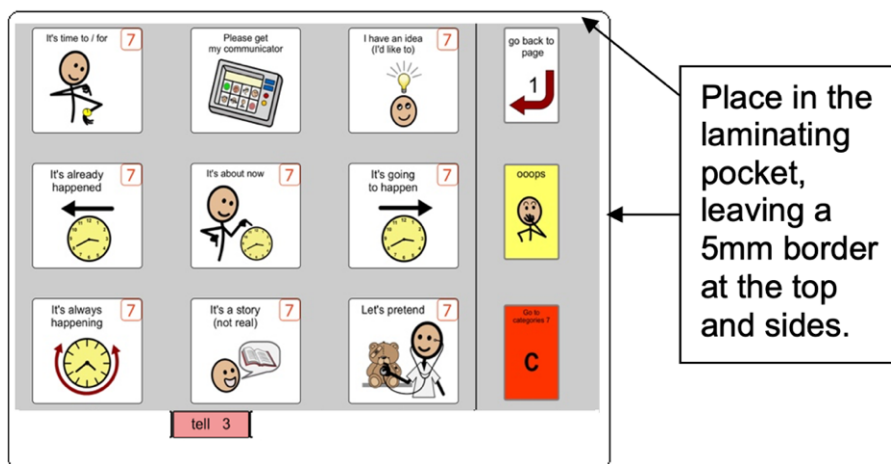 It's time to / for
7
Please get
my communicator
I have an idea
(I'd like to)
7
go back to
page
1
It's already
happened
7
It's about now
7
It's going
to happen
7
ooops
It's always
happening
7
It's a story
(not real)
7
Let's pretend
7
Go to
categories 7
C
tell 3
Place in the
laminating
pocket,
leaving a
5mm border
at the top
and sides.